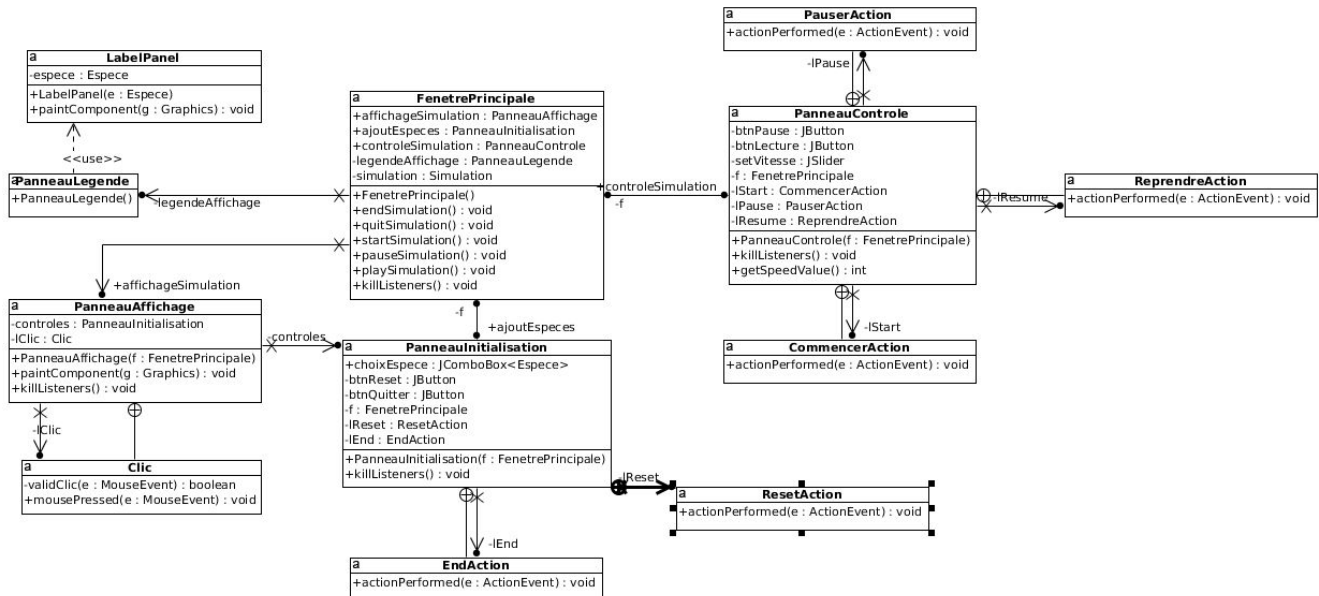 a
LabelPanel
-espece : Espece
+LabelPanel(e : Espece)
+paintComponent(g : Graphics) : void
<<use>>
a
PanneauLegende
+PanneauLegende()
-legendeAffichage
a
FenetrePrincipale
+affichageSimulation : PanneauAffichage
+ajoutEspeces : PanneauInitialisation
+controleSimulation : PanneauControle
-legendeAffichage : PanneauLegende
-simulation : Simulation
+FenetrePrincipale()
+endSimulation() : void
+quitSimulation() : void
+startSimulation() : void
+pauseSimulation() : void
+playSimulation() : void
+killListeners() : void
+controleSimulation
-f
a
PauserAction
+actionPerformed(e : ActionEvent) : void
-lPause
a
PanneauControle
-btnPause : JButton
-btnLecture : JButton
-setVitesse : JSlider
-f : FenetrePrincipale
-lStart : CommencerAction
-lPause : PauserAction
-lResume : ReprendreAction
+PanneauControle(f : FenetrePrincipale)
+killListeners() : void
+getSpeedValue() : int
-lResume
a
ReprendreAction
+actionPerformed(e : ActionEvent) : void
-lStart
a
CommencerAction
+actionPerformed(e : ActionEvent) : void
+affichageSimulation
a
PanneauAffichage
-controles : PanneauInitialisation
-lClic : Clic
+PanneauAffichage(f : FenetrePrincipale)
+paintComponent(g : Graphics) : void
+killListeners() : void
-controles
-lClic
a
Clic
-validClic(e : MouseEvent) : boolean
+mousePressed(e : MouseEvent) : void
-f
+ajoutEspeces
a
PanneauInitialisation
+choixEspece : JComboBox<Espece>
-btnReset : JButton
-btnQuitter : JButton
-f : FenetrePrincipale
-lReset : ResetAction
-lEnd : EndAction
+PanneauInitialisation(f : FenetrePrincipale)
+killListeners() : void
-lReset
a
ResetAction
+actionPerformed(e : ActionEvent) : void
-lEnd
a
EndAction
+actionPerformed(e : ActionEvent) : void